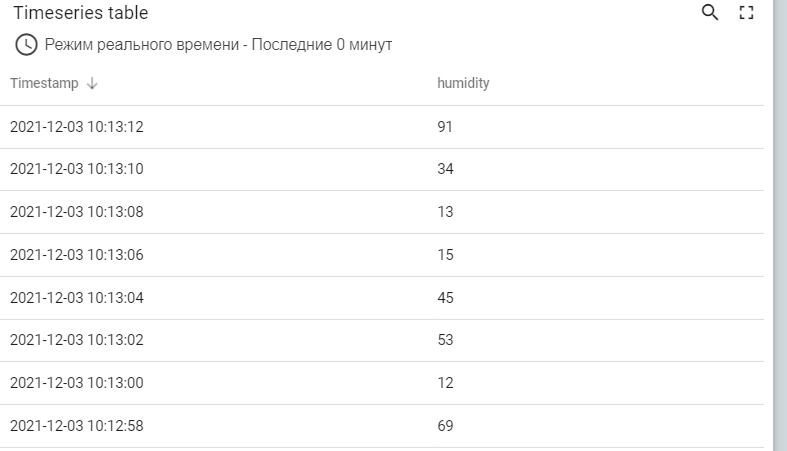 Timeseries table
Режим реального времени - Последние 0 минут
Timestamp humidity
2021-12-03 10:13:12 91
2021-12-03 10:13:10 34
2021-12-03 10:13:08 13
2021-12-03 10:13:06 15
2021-12-03 10:13:04 45
2021-12-03 10:13:02 53
2021-12-03 10:13:00 12
2021-12-03 10:12:58 69